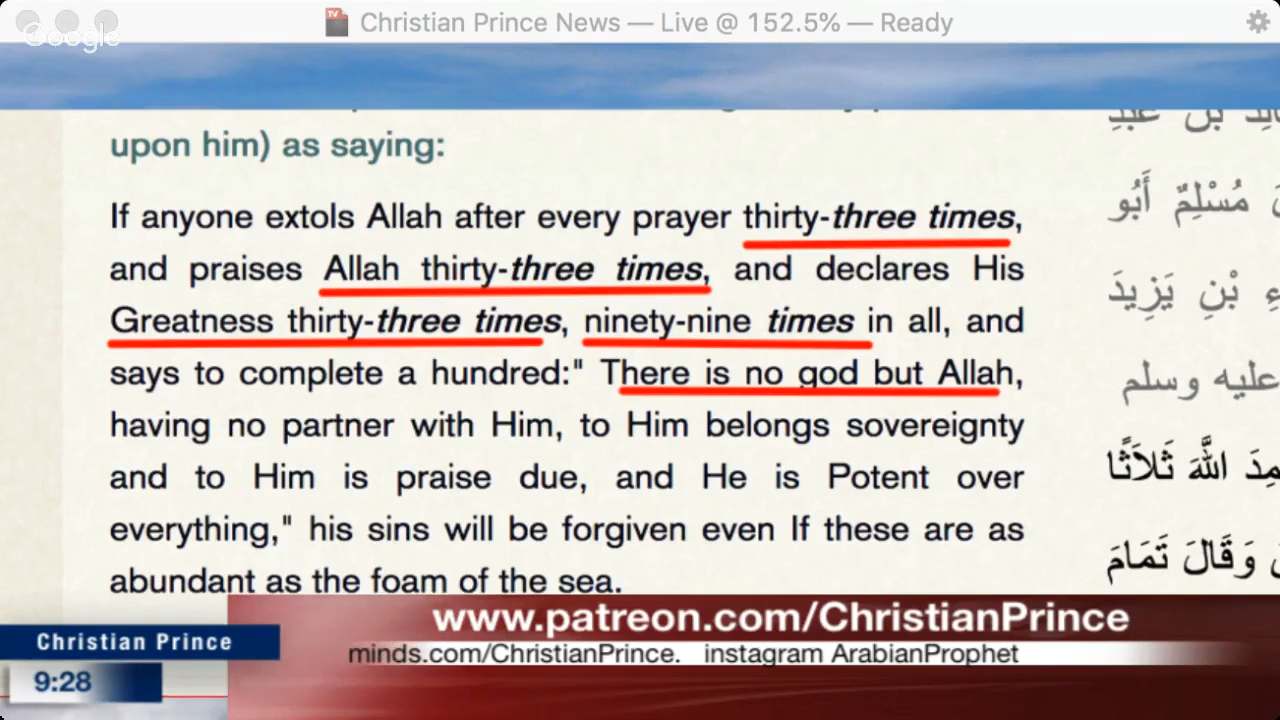 Christian Prince News — Live @ 152.5% — Ready
Google
upon him) as saying:
If anyone extols Allah after every prayer thirty-three times,
and praises Allah thirty-three times, and declares His
Greatness thirty-three times, ninety-nine times in all, and
says to complete a hundred:" There is no god but Allah,
having no partner with Him, to Him belongs sovereignty
and to Him is praise due, and He is Potent over
everything," his sins will be forgiven even If these are as
abundant as the foam of the sea.
بْنُ عَبْدِ
مُسْلِمٌ أَبُو
بْنِ يَزِيدَ
عليه وسلم
اللَّهَ ثَلاَثًا
وَقَالَ تَمَامَ
www.patreon.com/ChristianPrince
Christian Prince
minds.com/ChristianPrince. instagram ArabianProphet
9:28